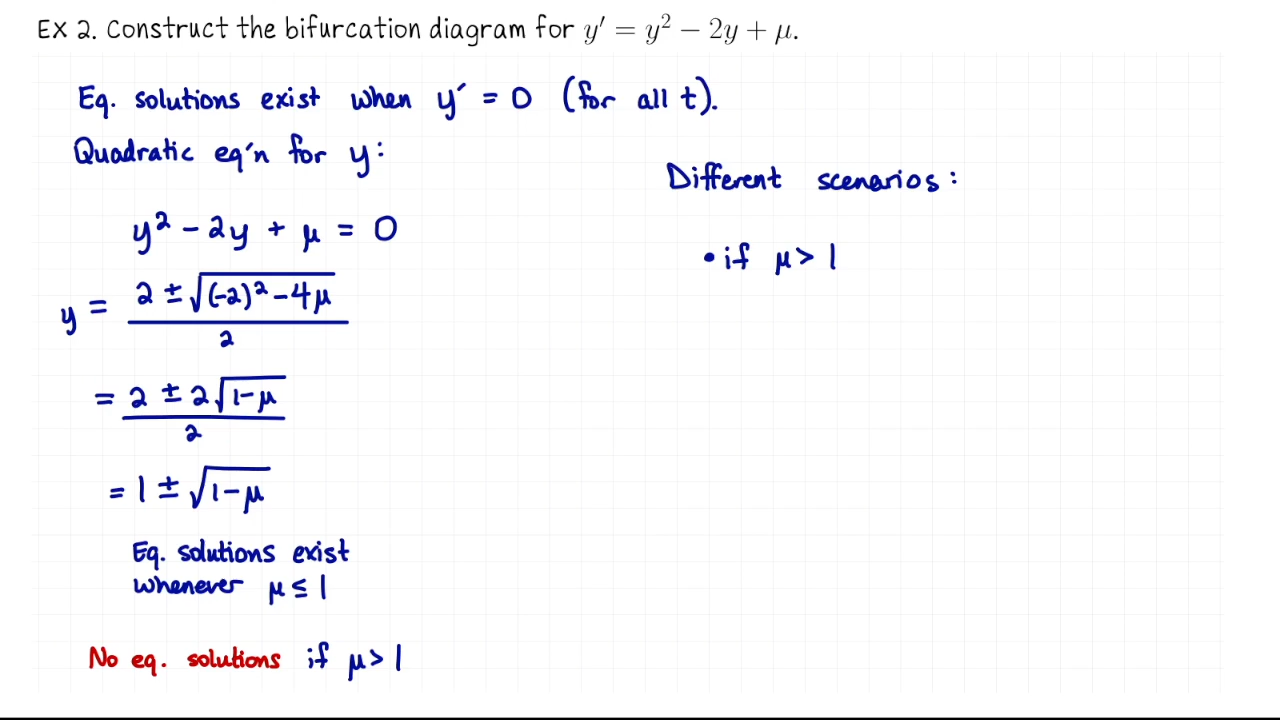 EX 2. Construct the bifurcation diagram for y′ = y² − 2y + μ.
Eq. solutions exist when y′ = 0 (for all t).
Quadratic eq'n for y:
y² − 2y + μ = 0
y = (2 ± √((-2)² − 4μ)) / 2
= (2 ± 2√(1−μ)) / 2
= 1 ± √(1−μ)
Eq. solutions exist
whenever μ ≤ 1
No eq. solutions if μ > 1
Different scenarios:
• if μ > 1